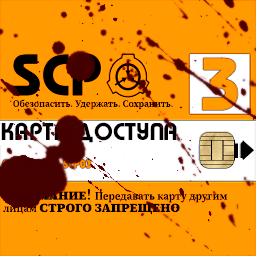 SCP
3
Обезопасить. Удержать. Сохранить.
КАРТА ДОСТУПА
ВНИМАНИЕ! Передавать карту другим
лицам СТРОГО ЗАПРЕЩЕНО